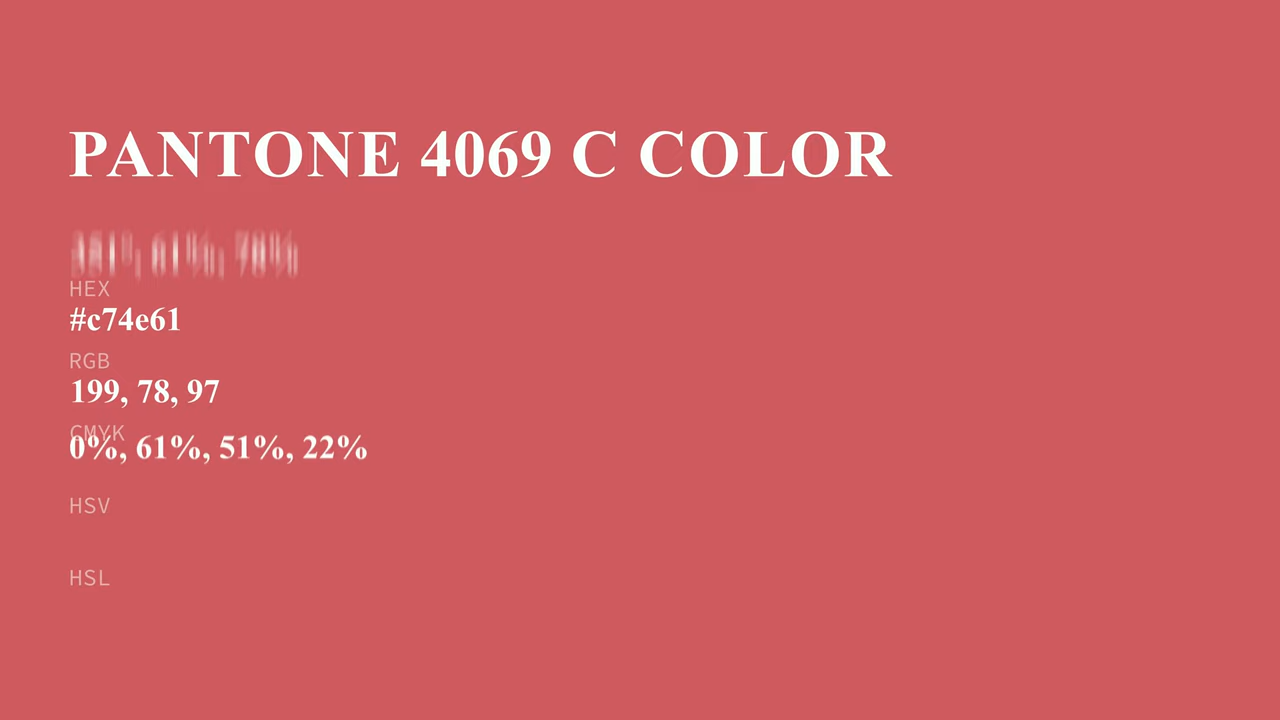 PANTONE 4069 C COLOR
HEX
#c74e61
RGB
199, 78, 97
CMYK
0%, 61%, 51%, 22%
HSV
HSL